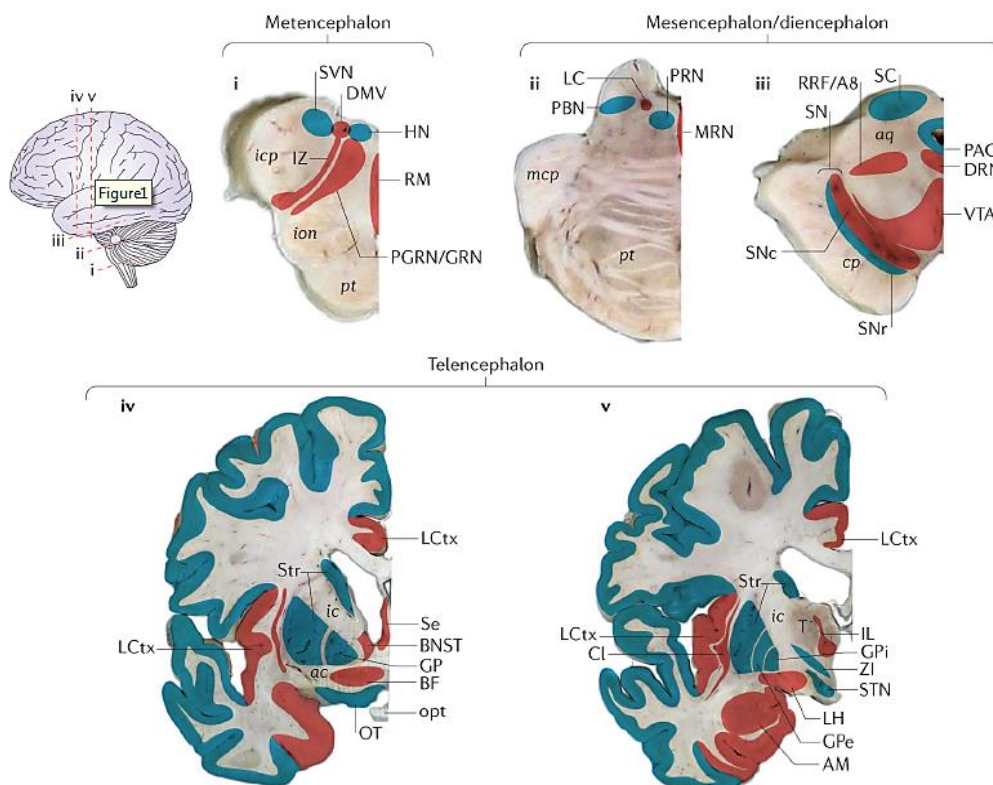 Metencephalon
Mesencephalon/diencephalon
iv v
Figure1
iii
ii
i
i
SVN
DMV
HN
icp
IZ
RM
ion
PGRN/GRN
pt
ii
LC
PRN
PBN
MRN
mcp
pt
iii
RRF/A8
SC
SN
aq
PAG
DRN
VTA
SNc
cp
SNr
Telencephalon
iv
LCtx
Str
ic
Se
LCtx
BNST
GP
ac
BF
opt
OT
v
LCtx
Str
ic
LCtx
T
IL
Cl
GPi
ZI
STN
LH
GPe
AM